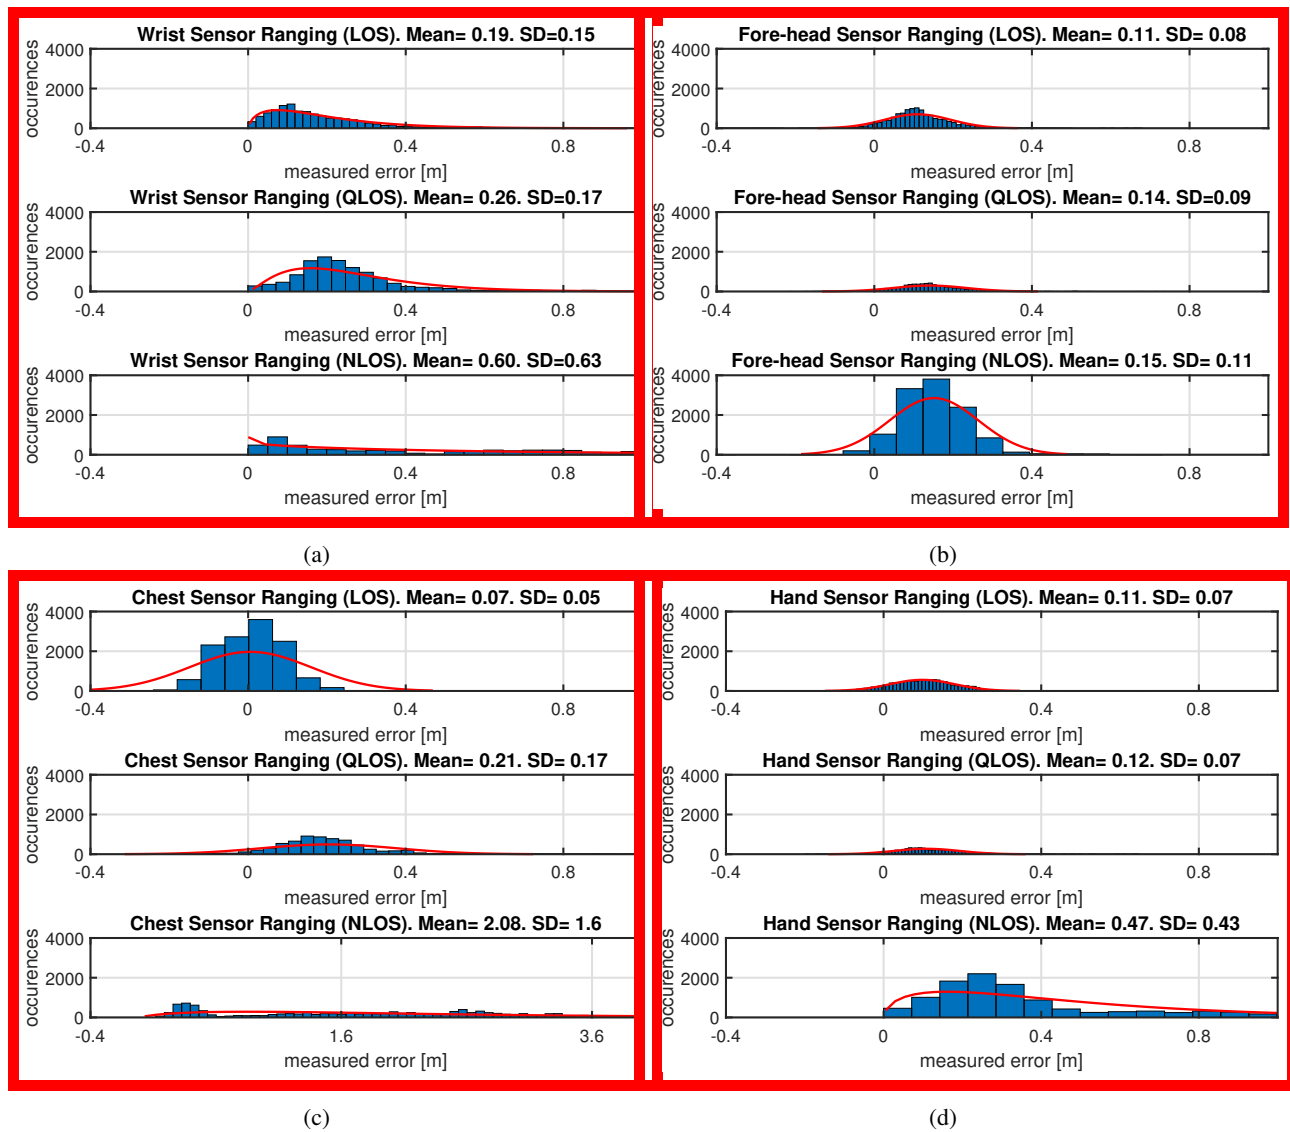 Wrist Sensor Ranging (LOS). Mean= 0.19. SD=0.15
occurences
4000
2000
0
-0.4 0 0.4 0.8
measured error [m]
Wrist Sensor Ranging (QLOS). Mean= 0.26. SD=0.17
occurences
4000
2000
0
-0.4 0 0.4 0.8
measured error [m]
Wrist Sensor Ranging (NLOS). Mean= 0.60. SD=0.63
occurences
4000
2000
0
-0.4 0 0.4 0.8
measured error [m]
(a)
Fore-head Sensor Ranging (LOS). Mean= 0.11. SD= 0.08
occurences
4000
2000
0
-0.4 0 0.4 0.8
measured error [m]
Fore-head Sensor Ranging (QLOS). Mean= 0.14. SD=0.09
occurences
4000
2000
0
-0.4 0 0.4 0.8
measured error [m]
Fore-head Sensor Ranging (NLOS). Mean= 0.15. SD= 0.11
occurences
4000
2000
0
-0.4 0 0.4 0.8
measured error [m]
(b)
Chest Sensor Ranging (LOS). Mean= 0.07. SD= 0.05
occurences
4000
2000
0
-0.4 0 0.4 0.8
measured error [m]
Chest Sensor Ranging (QLOS). Mean= 0.21. SD= 0.17
occurences
4000
2000
0
-0.4 0 0.4 0.8
measured error [m]
Chest Sensor Ranging (NLOS). Mean= 2.08. SD= 1.6
occurences
4000
2000
0
-0.4 1.6 3.6
measured error [m]
(c)
Hand Sensor Ranging (LOS). Mean= 0.11. SD= 0.07
occurences
4000
2000
0
-0.4 0 0.4 0.8
measured error [m]
Hand Sensor Ranging (QLOS). Mean= 0.12. SD= 0.07
occurences
4000
2000
0
-0.4 0 0.4 0.8
measured error [m]
Hand Sensor Ranging (NLOS). Mean= 0.47. SD= 0.43
occurences
4000
2000
0
-0.4 0 0.4 0.8
measured error [m]
(d)